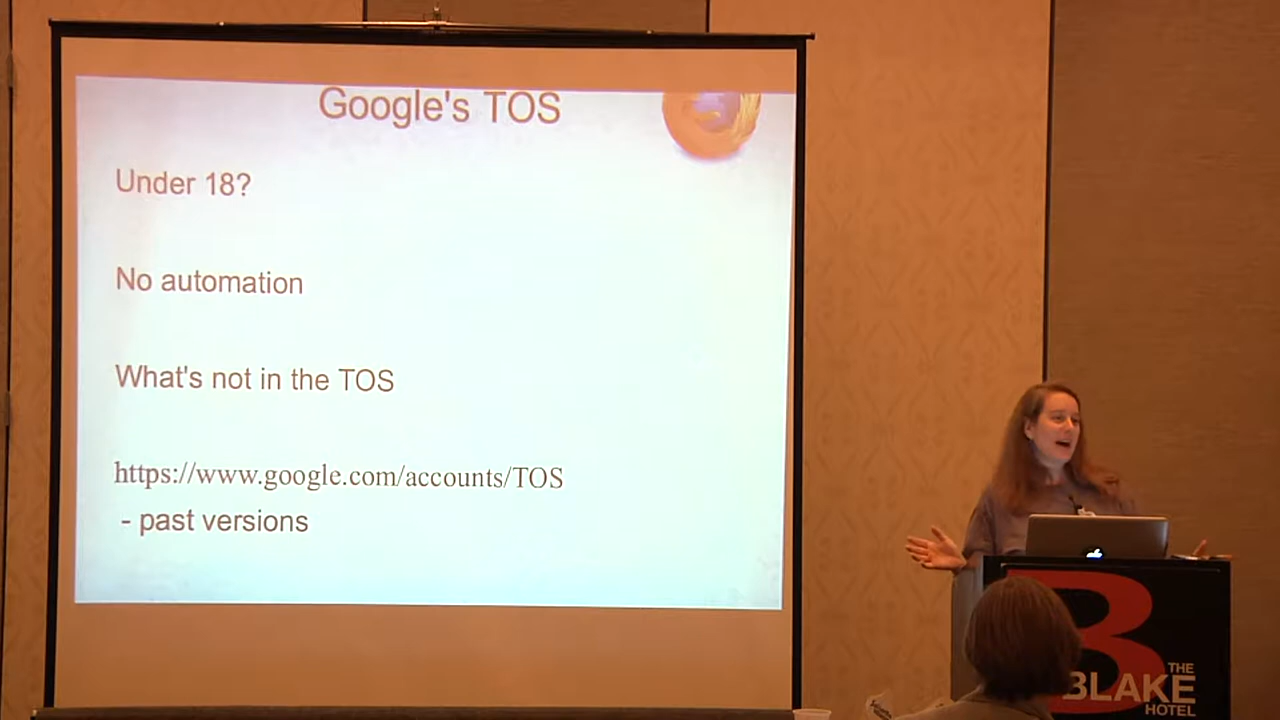 Google's TOS
Under 18?
No automation
What's not in the TOS
https://www.google.com/accounts/TOS
- past versions
B
THE
BLAKE
HOTEL